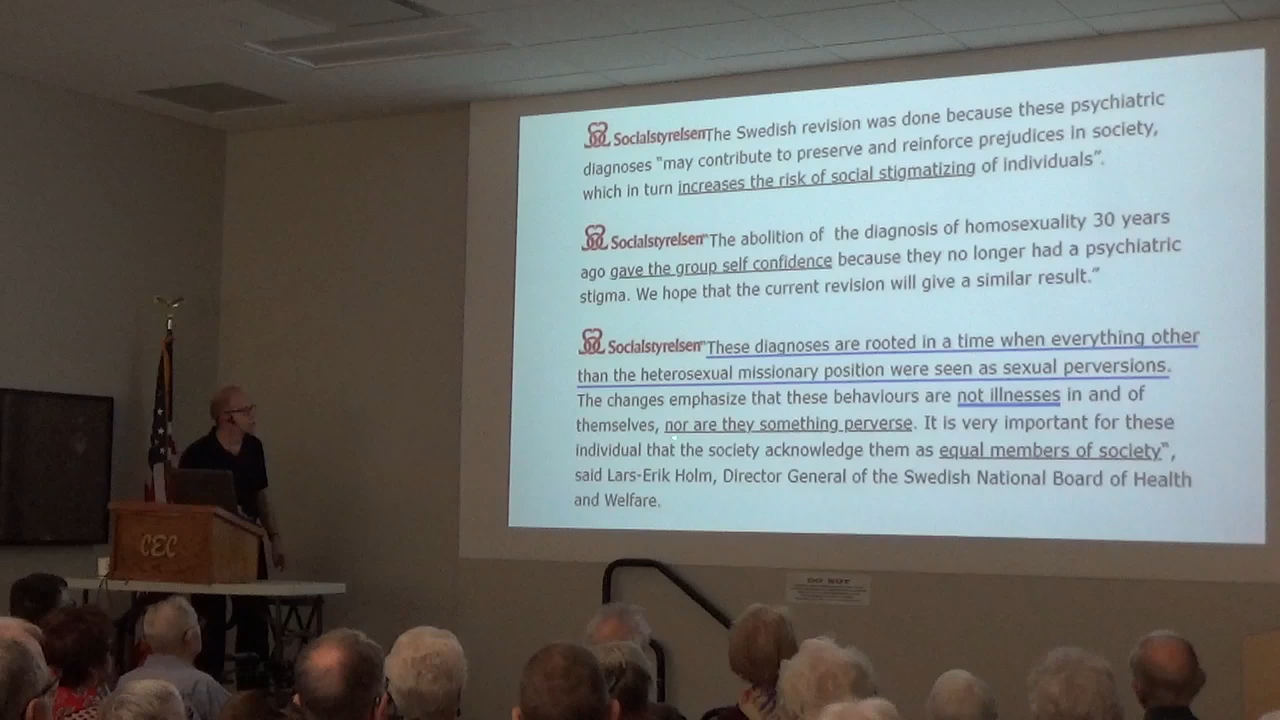 SocialstyrelsenThe Swedish revision was done because these psychiatric
diagnoses "may contribute to preserve and reinforce prejudices in society,
which in turn increases the risk of social stigmatizing of individuals".
Socialstyrelsen"The abolition of the diagnosis of homosexuality 30 years
ago gave the group self confidence because they no longer had a psychiatric
stigma. We hope that the current revision will give a similar result."
Socialstyrelsen"These diagnoses are rooted in a time when everything other
than the heterosexual missionary position were seen as sexual perversions.
The changes emphasize that these behaviours are not illnesses in and of
themselves, nor are they something perverse. It is very important for these
individual that the society acknowledge them as equal members of society",
said Lars-Erik Holm, Director General of the Swedish National Board of Health
and Welfare.
CEC
DO NOT